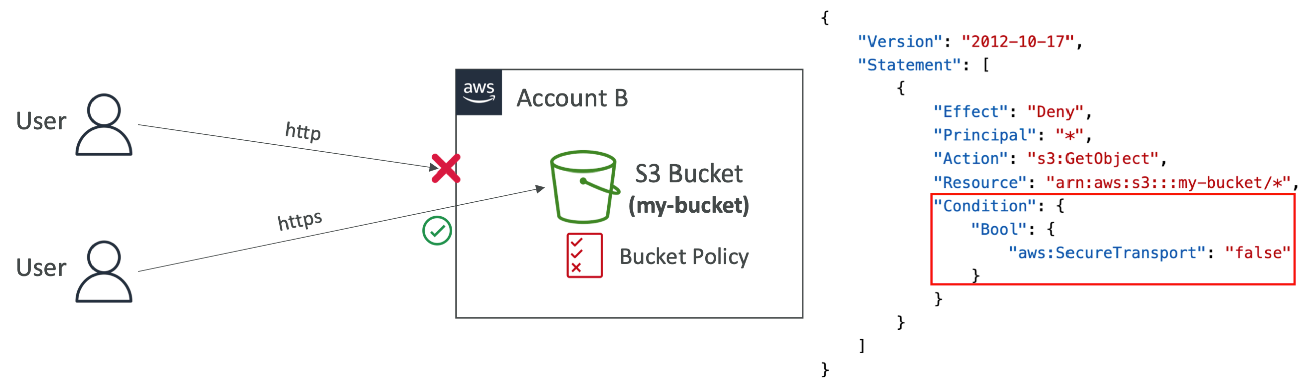 User
http
User
https
aws
Account B
S3 Bucket
(my-bucket)
Bucket Policy
{
    "Version": "2012-10-17",
    "Statement": [
        {
            "Effect": "Deny",
            "Principal": "*",
            "Action": "s3:GetObject",
            "Resource": "arn:aws:s3:::my-bucket/*",
            "Condition": {
                "Bool": {
                    "aws:SecureTransport": "false"
                }
            }
        }
    ]
}